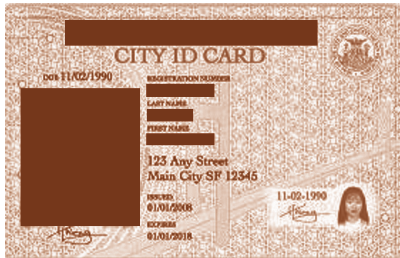 CITY ID CARD
DOB 11/02/1990
REGISTRATION NUMBER
LAST NAME
FIRST NAME
123 Any Street
Main City SF 12345
ISSUED
01/01/2008
EXPIRES
01/01/2018
11-02-1990